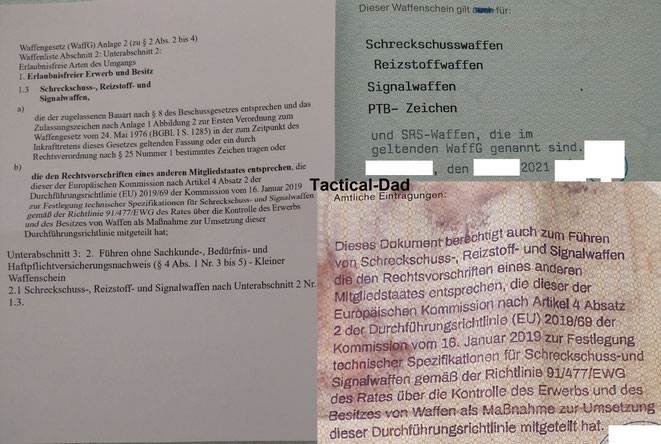 Waffengesetz (WaffG) Anlage 2 (zu § 2 Abs. 2 bis 4)
Waffenliste Abschnitt 2: Unterabschnitt 2:
Erlaubnisfreie Arten des Umgangs
1. Erlaubnisfreier Erwerb und Besitz
1.3 Schreckschuss-, Reizstoff- und
Signalwaffen,
a)
die der zugelassenen Bauart nach § 8 des Beschussgesetzes entsprechen und das
Zulassungszeichen nach Anlage 1 Abbildung 2 zur Ersten Verordnung zum
Waffengesetz vom 24. Mai 1976 (BGBl. I S. 1285) in der zum Zeitpunkt des
Inkrafttretens dieses Gesetzes geltenden Fassung oder ein durch
Rechtsverordnung nach § 25 Nummer 1 bestimmtes Zeichen tragen oder
b)
die den Rechtsvorschriften eines anderen Mitgliedstaates entsprechen, die
dieser der Europäischen Kommission nach Artikel 4 Absatz 2 der
Durchführungsrichtlinie (EU) 2019/69 der Kommission vom 16. Januar 2019
zur Festlegung technischer Spezifikationen für Schreckschuss- und Signalwaffen
gemäß der Richtlinie 91/477/EWG des Rates über die Kontrolle des Erwerbs
und des Besitzes von Waffen als Maßnahme zur Umsetzung dieser
Durchführungsrichtlinie mitgeteilt hat;
Unterabschnitt 3: 2. Führen ohne Sachkunde-, Bedürfnis- und
Haftpflichtversicherungsnachweis (§ 4 Abs. 1 Nr. 3 bis 5) - Kleiner
Waffenschein
2.1 Schreckschuss-, Reizstoff- und Signalwaffen nach Unterabschnitt 2 Nr.
1.3.
Dieser Waffenschein gilt auch für:
Schreckschusswaffen
Reizstoffwaffen
Signalwaffen
PTB- Zeichen
und SRS-Waffen, die im
geltenden WaffG genannt sind.
, den 2021
Tactical-Dad
Amtliche Eintragungen:
Dieses Dokument berechtigt auch zum Führen
von Schreckschuss-, Reizstoff- und Signalwaffen
die den Rechtsvorschriften eines anderen
Mitgliedstaates entsprechen, die dieser der
Europäischen Kommission nach Artikel 4 Absatz
2 der Durchführungsrichtlinie (EU) 2019/69 der
Kommission vom 16. Januar 2019 zur Festlegung
technischer Spezifikationen für Schreckschuss-und
Signalwaffen gemäß der Richtlinie 91/477/EWG
des Rates über die Kontrolle des Erwerbs und des
Besitzes von Waffen als Maßnahme zur Umsetzung
dieser Durchführungsrichtlinie mitgeteilt hat.